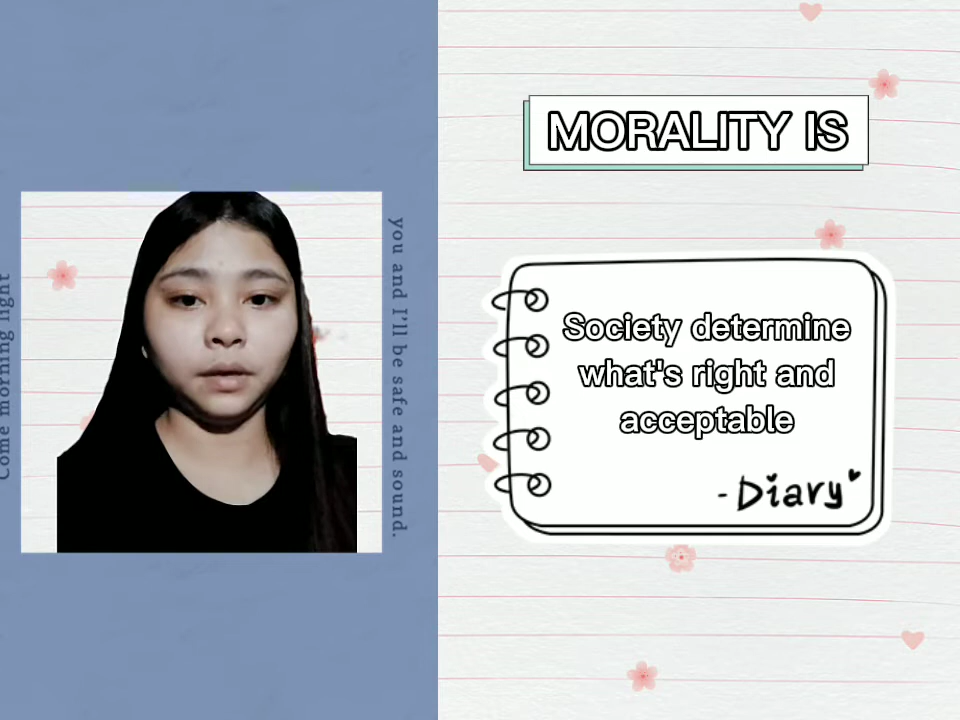 Come morning light
you and I'll be safe and sound.
MORALITY IS
Society determine
what's right and
acceptable
- Diary